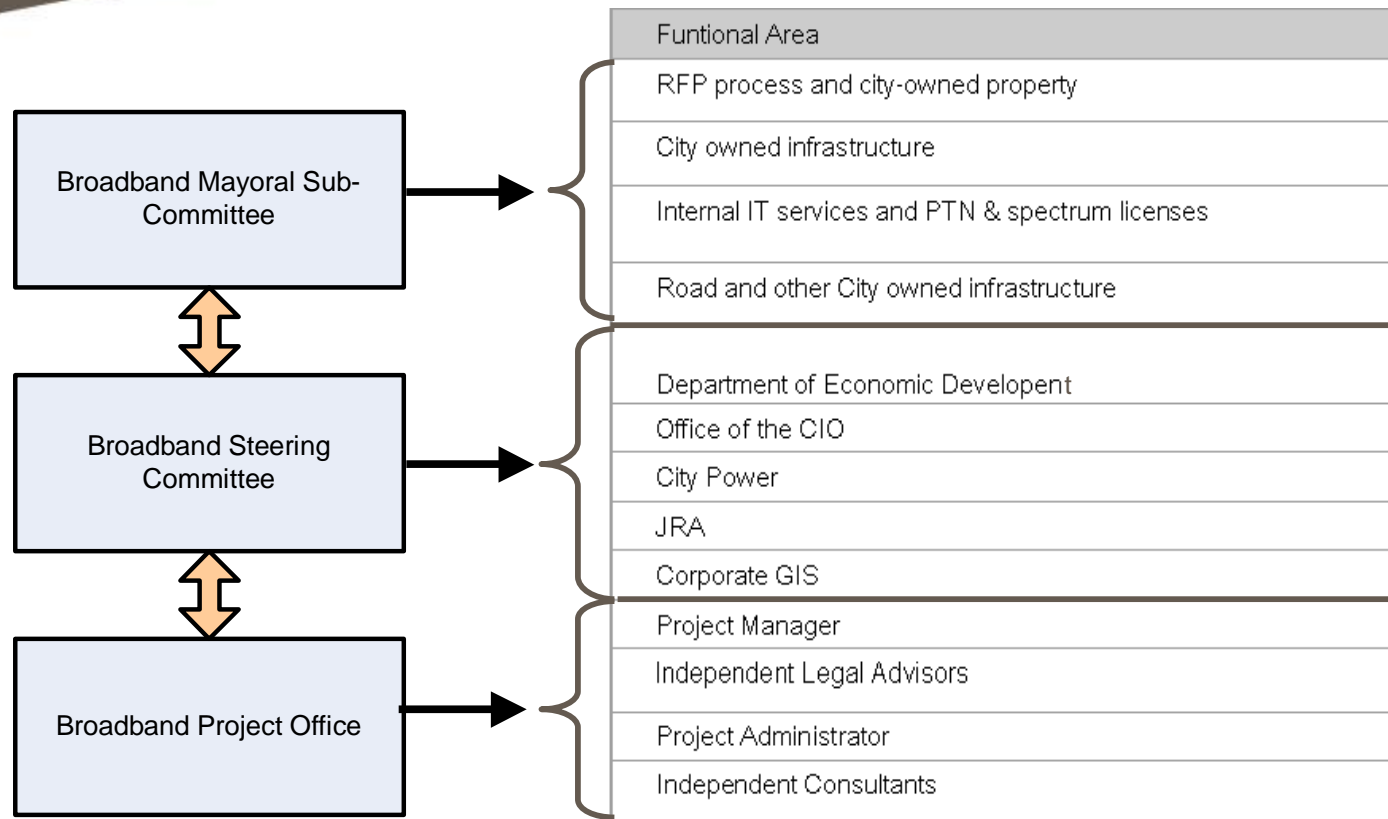 Funtional Area
RFP process and city-owned property
City owned infrastructure
Internal IT services and PTN & spectrum licenses
Road and other City owned infrastructure
Broadband Mayoral Sub-
Committee
Department of Economic Developent
Office of the CIO
City Power
JRA
Corporate GIS
Broadband Steering
Committee
Project Manager
Independent Legal Advisors
Project Administrator
Independent Consultants
Broadband Project Office